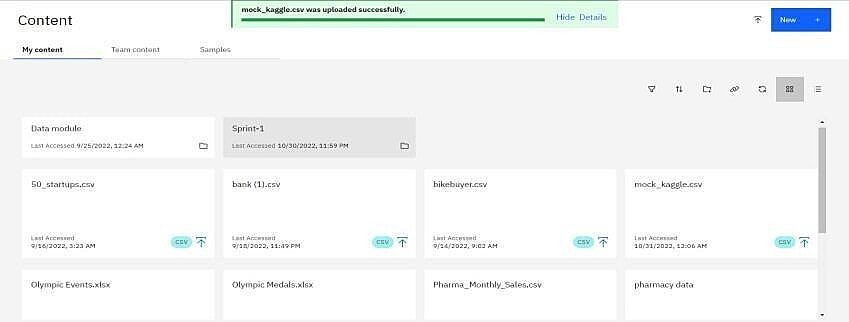 mock_kaggle.csv was uploaded successfully.
Hide Details
Content
New +
My content
Team content
Samples
Data module
Last Accessed 9/25/2022, 12:24 AM
Sprint-1
Last Accessed 10/30/2022, 11:59 PM
50_startups.csv
Last Accessed
9/16/2022, 3:23 AM
CSV
bank (1).csv
Last Accessed
9/18/2022, 11:49 PM
CSV
bikebuyer.csv
Last Accessed
9/14/2022, 9:02 AM
CSV
mock_kaggle.csv
Last Accessed
10/31/2022, 12:06 AM
CSV
Olympic Events.xlsx
Olympic Medals.xlsx
Pharma_Monthly_Sales.csv
pharmacy data